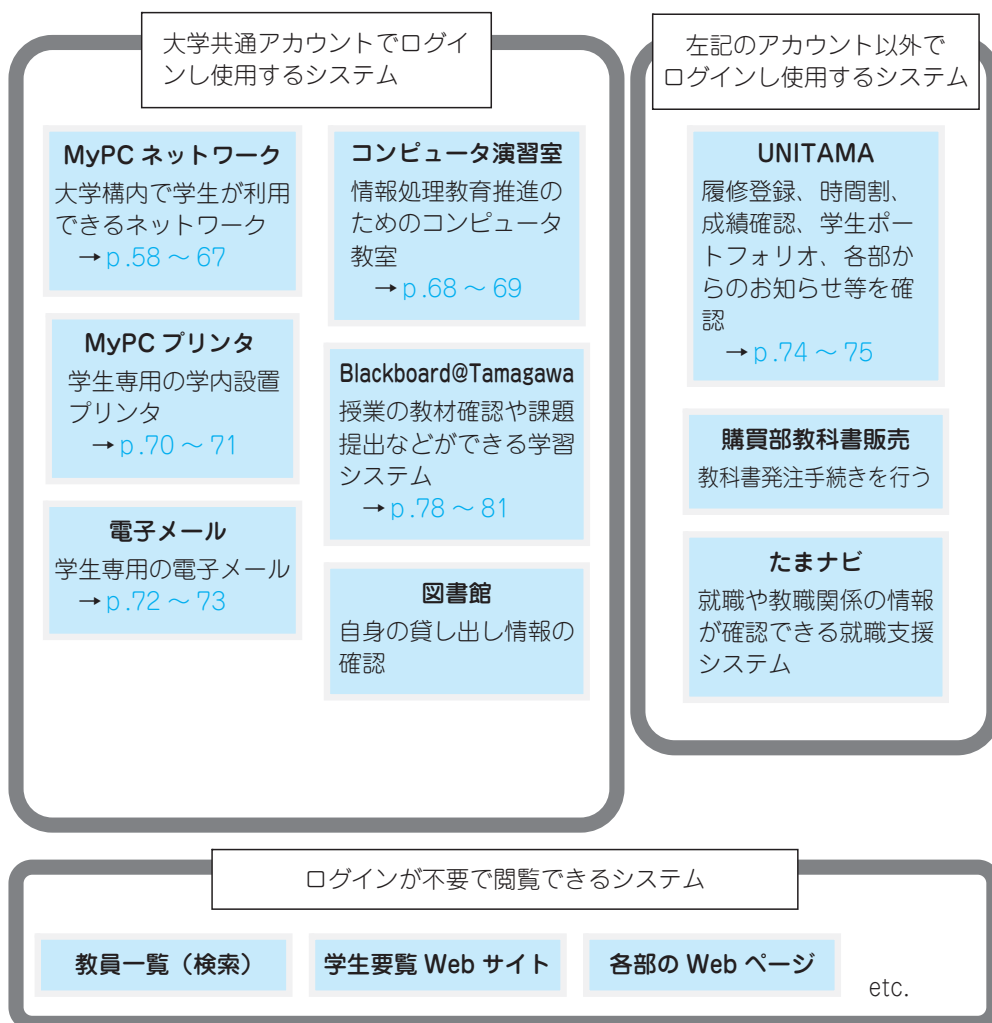 大学共通アカウントでログイ
ンし使用するシステム
MyPC ネットワーク
大学構内で学生が利用
できるネットワーク
→ p.58 ～ 67
MyPC プリンタ
学生専用の学内設置
プリンタ
→ p.70 ～ 71
電子メール
学生専用の電子メール
→ p.72 ～ 73
コンピュータ演習室
情報処理教育推進の
ためのコンピュータ
教室
→ p.68 ～ 69
Blackboard@Tamagawa
授業の教材確認や課題
提出などができる学習
システム
→ p.78 ～ 81
図書館
自身の貸し出し情報の
確認
左記のアカウント以外で
ログインし使用するシステム
UNITAMA
履修登録、時間割、
成績確認、学生ポー
トフォリオ、各部か
らのお知らせ等を確
認
→ p.74 ～ 75
購買部教科書販売
教科書発注手続きを行う
たまナビ
就職や教職関係の情報
が確認できる就職支援
システム
ログインが不要で閲覧できるシステム
教員一覧（検索）
学生要覧 Web サイト
各部の Web ページ
etc.